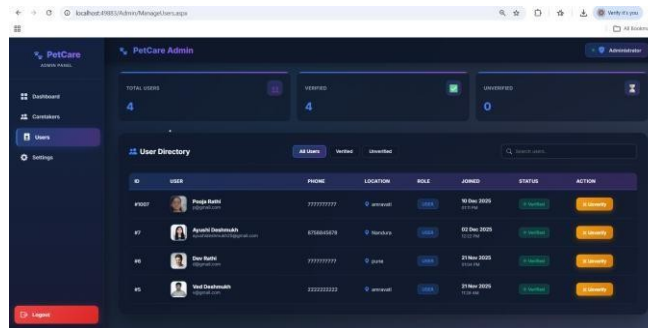 localhost:49883/Admin/ManageUsers.aspx
Verify it's you
All Bookma
PetCare
ADMIN PANEL
PetCare Admin
Administrator
Dashboard
Caretakers
Users
Settings
Logout
TOTAL USERS
4
VERIFIED
4
UNVERIFIED
0
User Directory
All Users Verified Unverified
Search users...
ID USER PHONE LOCATION ROLE JOINED STATUS ACTION
#1007 Pooja Rathi 7777777777 amravati USER 10 Dec 2025 Verified Unverify
p@gmail.com
#7 Ayushi Deshmukh 8756945878 Nandura USER 02 Dec 2025 Verified Unverify
#6 Dev Rathi 7777777777 pune USER 21 Nov 2025 Verified Unverify
d@gmail.com
#5 Ved Deshmukh 2222222222 amravati USER 21 Nov 2025 Verified Unverify
v@gmail.com